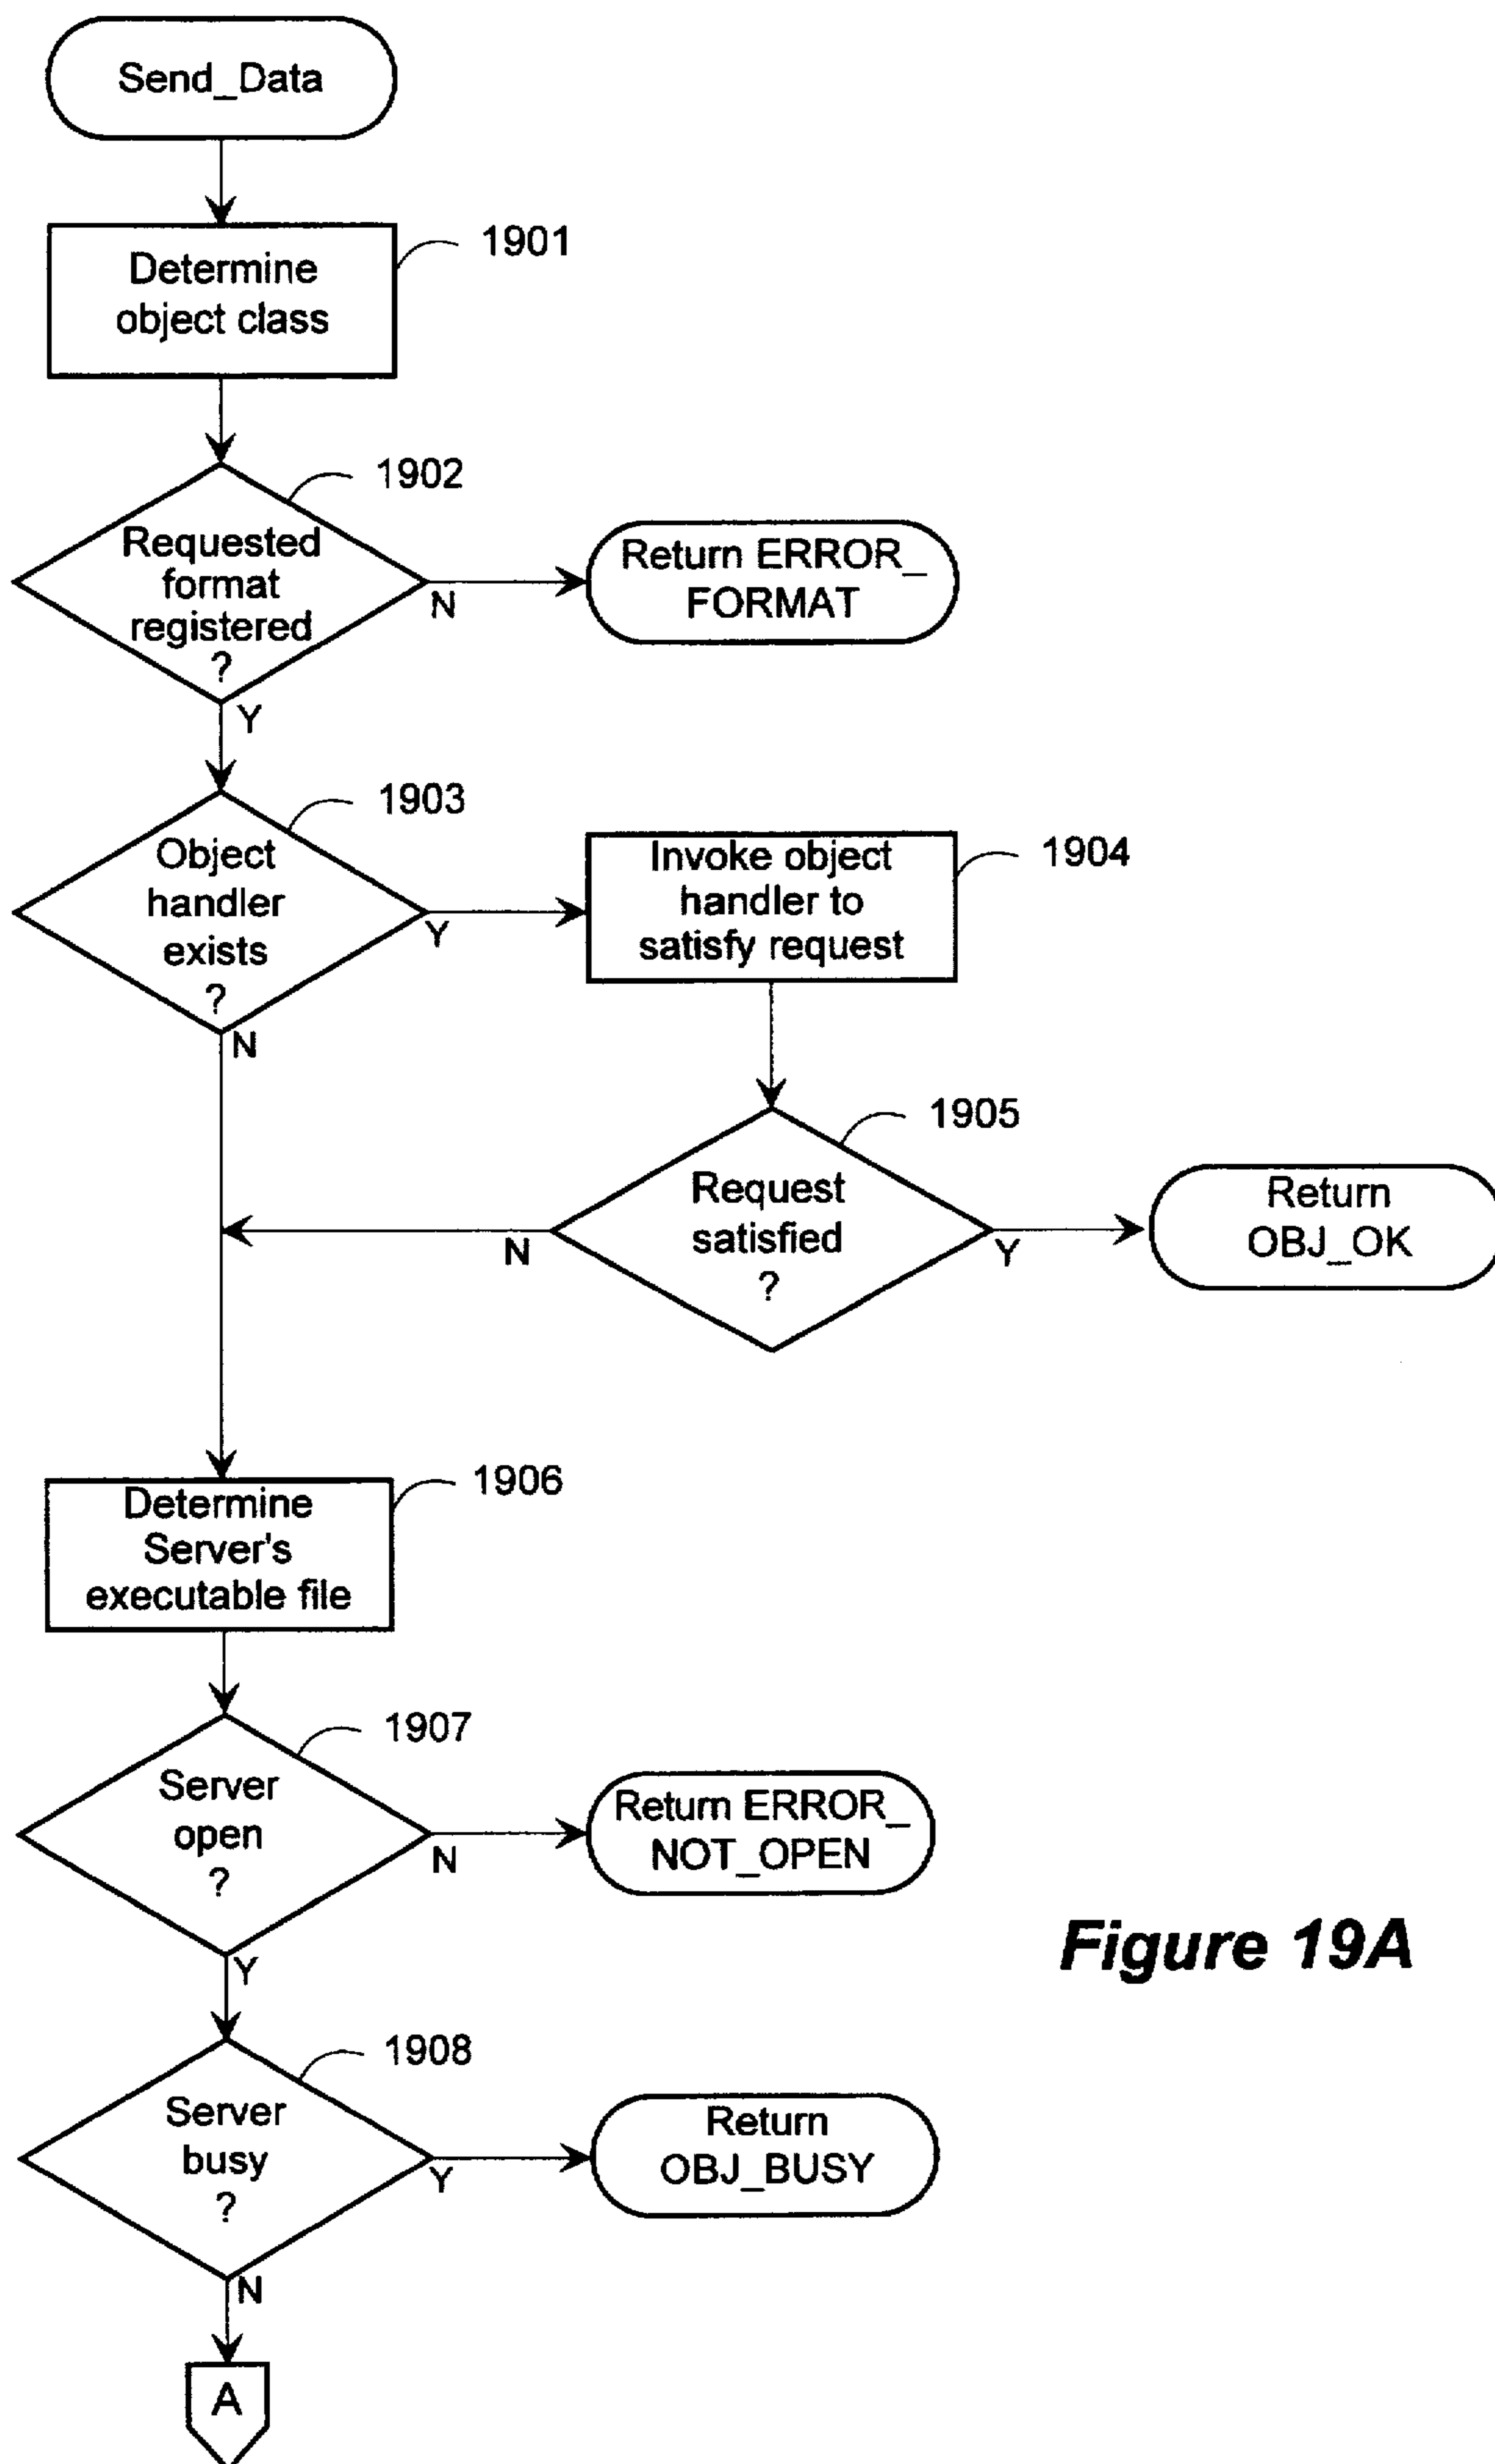 Send_Data
1901
Determine
object class
1902
Requested
format
registered
?
N
Return ERROR_
FORMAT
Y
1903
Object
handler
exists
?
Y
N
1904
Invoke object
handler to
satisfy request
1905
Request
satisfied
?
N
Y
Return
OBJ_OK
1906
Determine
Server's
executable file
1907
Server
open
?
N
Return ERROR_
NOT_OPEN
Y
Figure 19A
1908
Server
busy
?
Y
Return
OBJ_BUSY
N
A